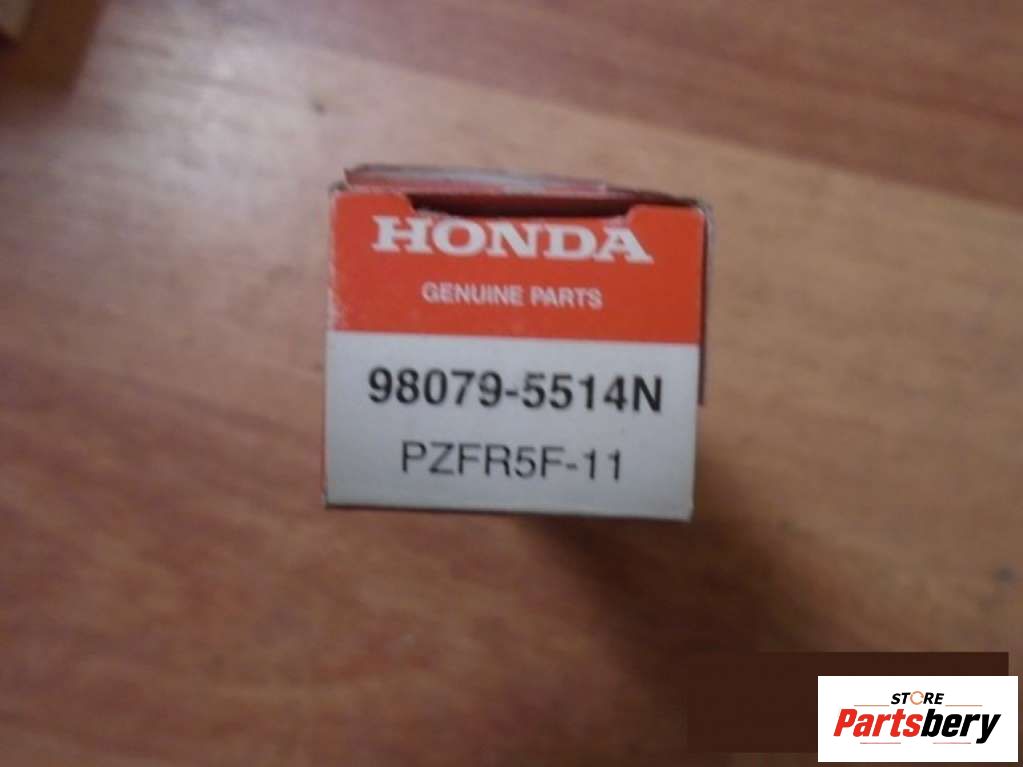 HONDA
GENUINE PARTS
98079-5514N
PZFR5F-11
STORE
Partsbery